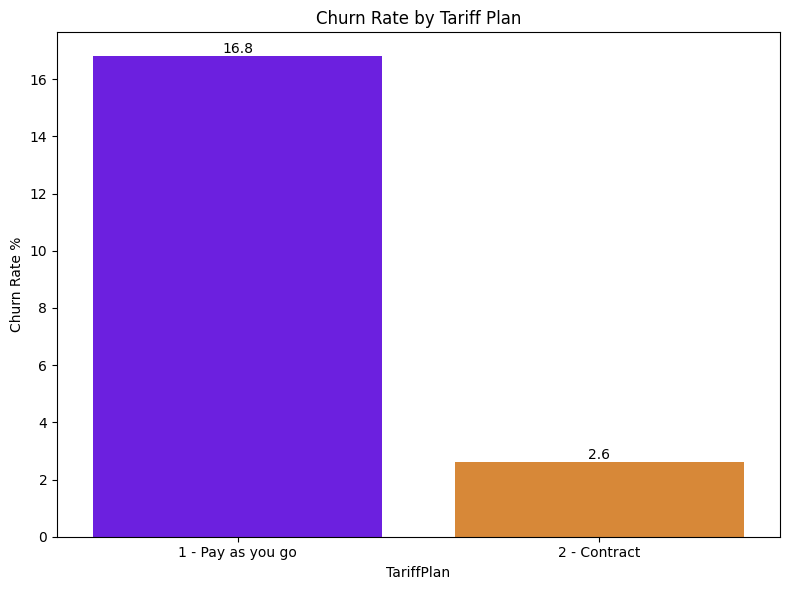 Churn Rate by Tariff Plan
Churn Rate %
16
14
12
10
8
6
4
2
0
16.8
2.6
1 - Pay as you go
2 - Contract
TariffPlan